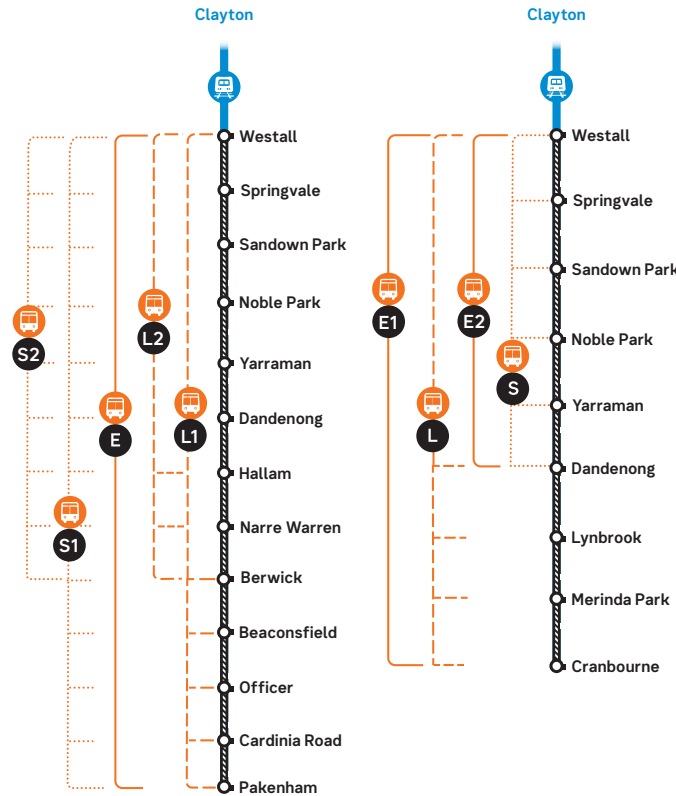 Clayton
Westall
Springvale
Sandown Park
Noble Park
Yarraman
Dandenong
Hallam
Narre Warren
Berwick
Beaconsfield
Officer
Cardinia Road
Pakenham
S2
S1
E
L2
L1
Clayton
Westall
Springvale
Sandown Park
Noble Park
Yarraman
Dandenong
Lynbrook
Merinda Park
Cranbourne
E1
L
E2
S